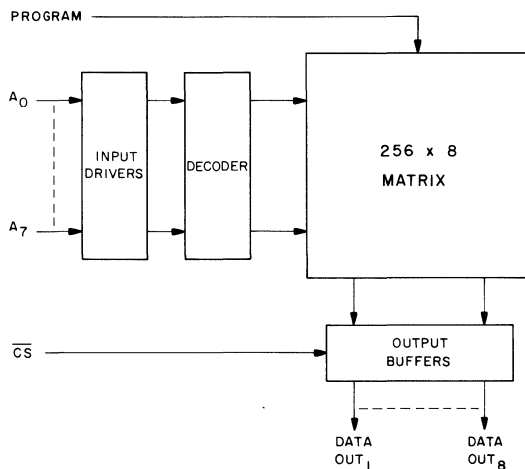 PROGRAM
A0
A7
INPUT
DRIVERS
DECODER
256 x 8
MATRIX
CS
OUTPUT
BUFFERS
DATA
OUT1
DATA
OUT8